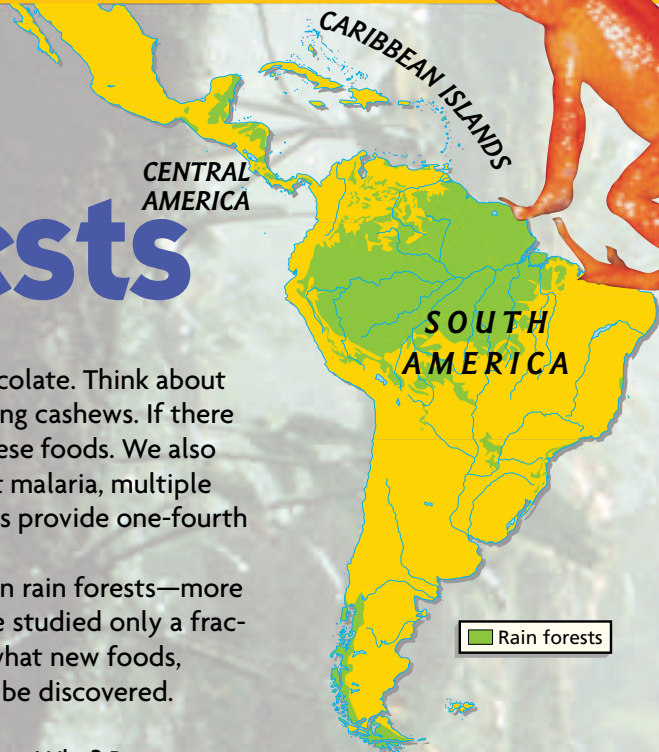 CARIBBEAN ISLANDS
CENTRAL
AMERICA
sts
SOUTH
AMERICA
colate. Think about
ng cashews. If there
ese foods. We also
t malaria, multiple
s provide one-fourth
n rain forests—more
e studied only a frac-
what new foods,
be discovered.
Rain forests